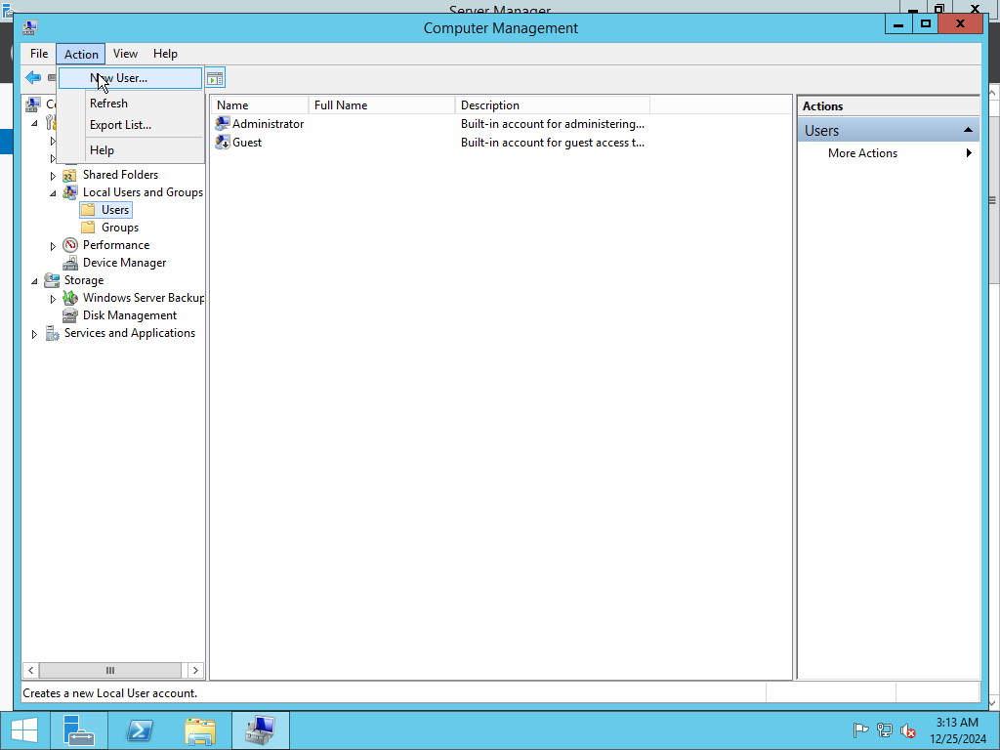 Server Manager
Computer Management
File Action View Help
New User...
Refresh
Export List...
Help
Shared Folders
Local Users and Groups
Users
Groups
Performance
Device Manager
Storage
Windows Server Backup
Disk Management
Services and Applications
Name Full Name Description
Administrator Built-in account for administering...
Guest Built-in account for guest access t...
Actions
Users
More Actions
Creates a new Local User account.
3:13 AM
12/25/2024